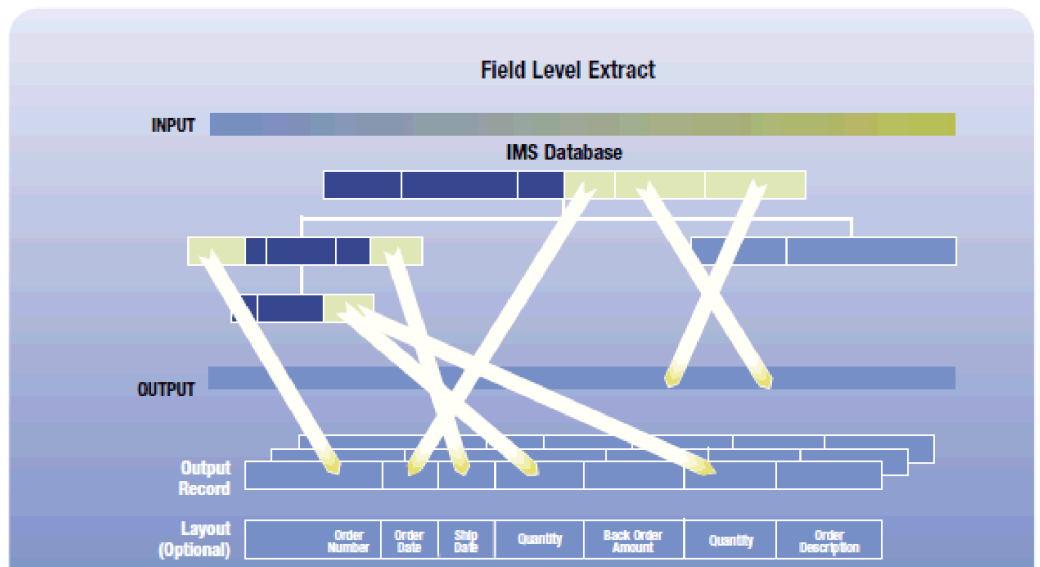 Field Level Extract
INPUT
IMS Database
OUTPUT
Output
Record
Layout
(Optional)
Order
Number
Order
Date
Ship
Date
Quantity
Back Order
Amount
Quantity
Order
Description